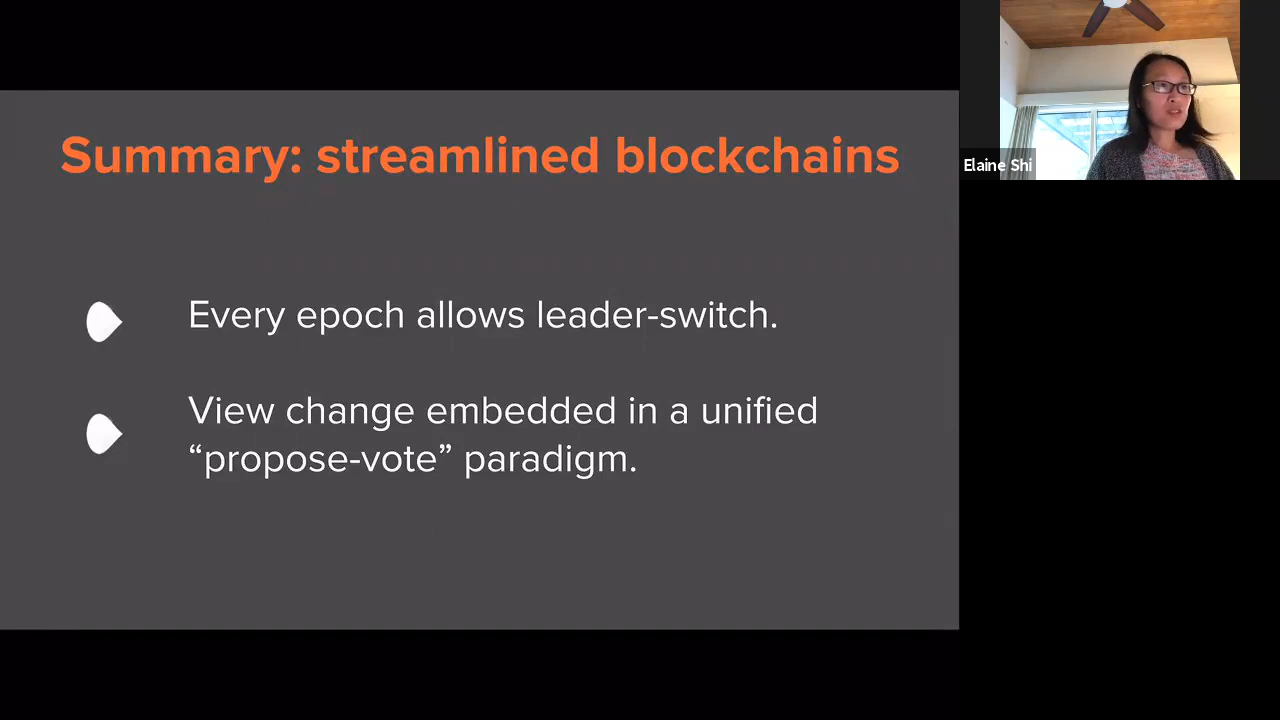 Summary: streamlined blockchains
Every epoch allows leader-switch.
View change embedded in a unified
“propose-vote” paradigm.
Elaine Shi